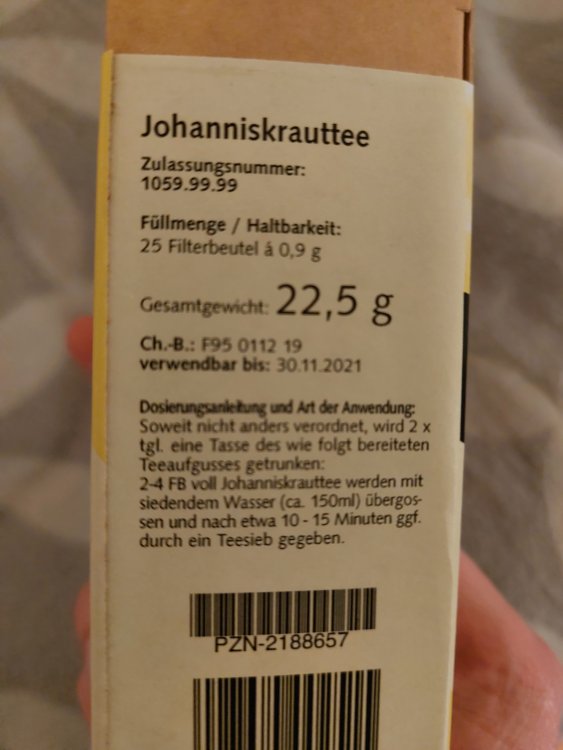 Johanniskrauttee
Zulassungsnummer:
1059.99.99
Füllmenge / Haltbarkeit:
25 Filterbeutel á 0,9 g
Gesamtgewicht: 22,5 g
Ch.-B.: F95 0112 19
verwendbar bis: 30.11.2021
Dosierungsanleitung und Art der Anwendung:
Soweit nicht anders verordnet, wird 2 x
tgl. eine Tasse des wie folgt bereiteten
Teeaufgusses getrunken:
2-4 FB voll Johanniskrauttee werden mit
siedendem Wasser (ca. 150ml) übergos-
sen und nach etwa 10 - 15 Minuten ggf.
durch ein Teesieb gegeben.
PZN-2188657